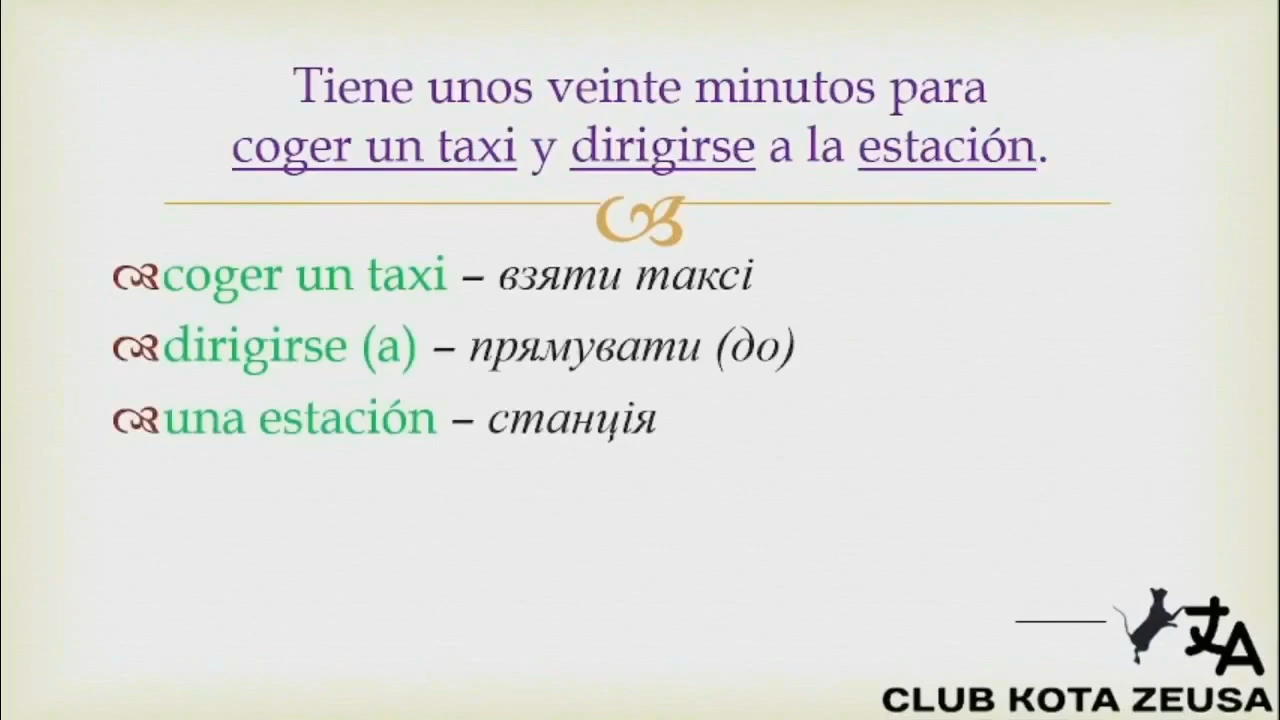 Tiene unos veinte minutos para
coger un taxi y dirigirse a la estación.
coger un taxi – взяти таксі
dirigirse (a) – прямувати (до)
una estación – станція
CLUB KOTA ZEUSA